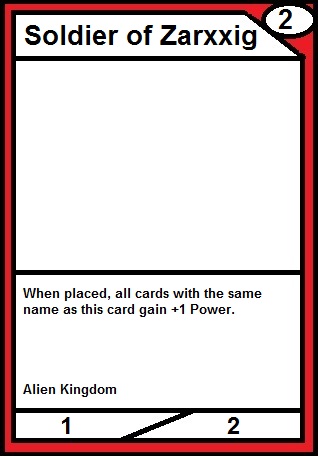 Soldier of Zarxxig
2
When placed, all cards with the same
name as this card gain +1 Power.
Alien Kingdom
1
2